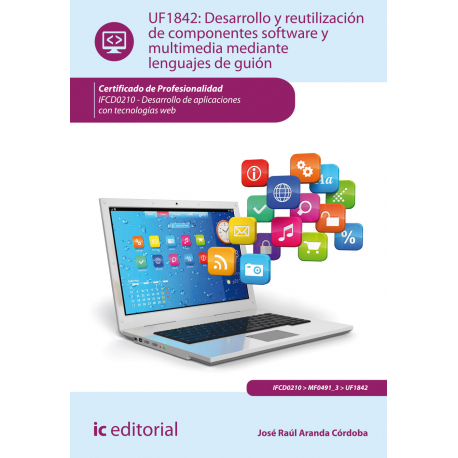 UF1842: Desarrollo y reutilización
de componentes software y
multimedia mediante
lenguajes de guión
Certificado de Profesionalidad
IFCD0210 - Desarrollo de aplicaciones
con tecnologías web
Aa
%
IFCD0210 > MF0491_3 > UF1842
ic editorial
José Raúl Aranda Córdoba